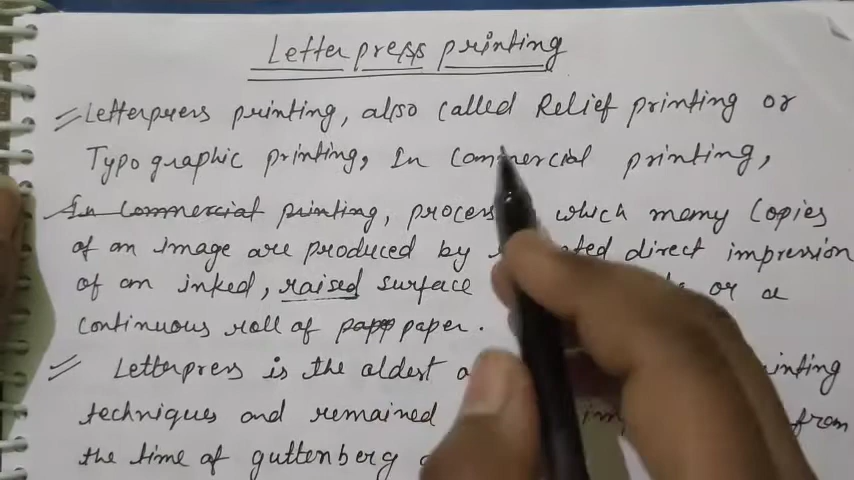 Letterpress printing
Letterpress printing, also called Relief printing or
Typographic printing, In Commercial printing,
In Commercial printing, process which many Copies
of an image are produced by direct impression
of an inked, raised surface or a
continuous roll of papp paper.
Letterpress is the oldest
techniques and remained from
the time of guttenberg